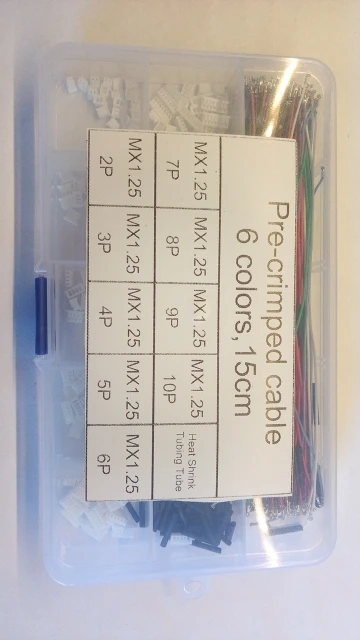 Pre-crimped cable
6 colors, 15cm
MX1.25
7P
MX1.25
8P
MX1.25
9P
MX1.25
10P
Heat Shrink
Tubing Tube
MX1.25
2P
MX1.25
3P
MX1.25
4P
MX1.25
5P
MX1.25
6P